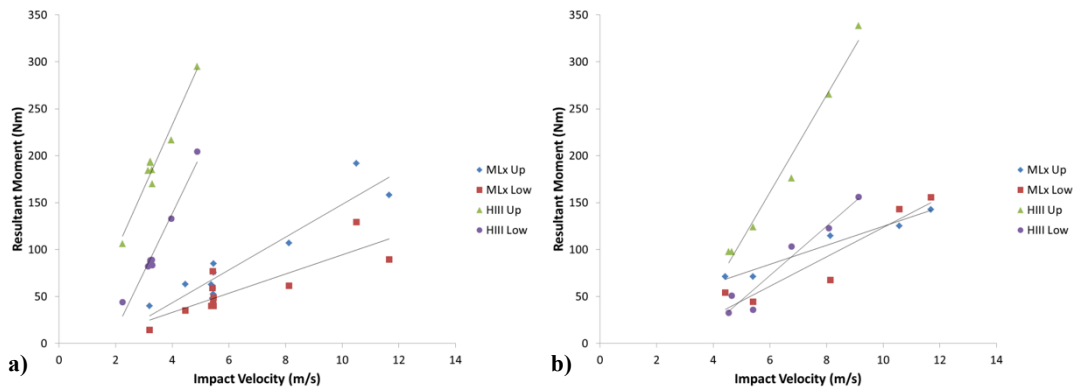 350
300
250
200
150
100
50
0
Resultant Moment (Nm)
0 2 4 6 8 10 12 14
Impact Velocity (m/s)
MLx Up
MLx Low
HIII Up
HIII Low
a)
350
300
250
200
150
100
50
0
Resultant Moment (Nm)
0 2 4 6 8 10 12 14
Impact Velocity (m/s)
MLx Up
MLx Low
HIII Up
HIII Low
b)